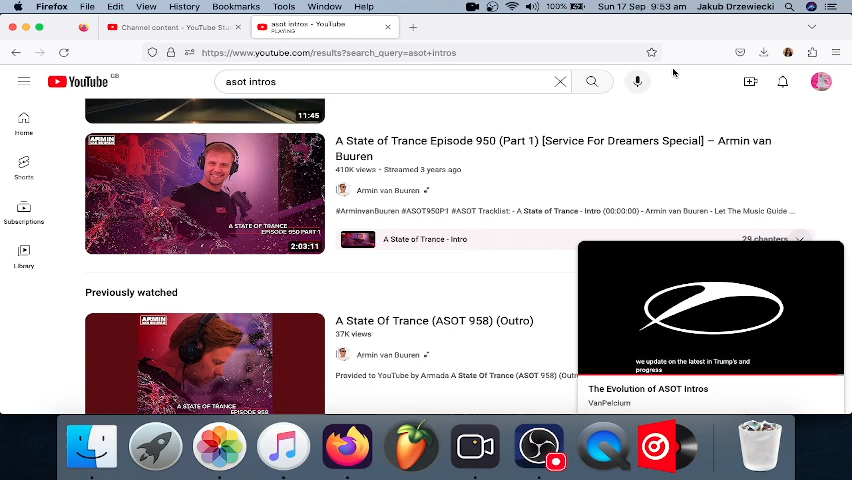 Firefox File Edit View History Bookmarks Tools Window Help 100% Sun 17 Sep 9:53 am Jakub Drzewiecki
Channel content - YouTube Stu
asot intros - YouTube
PLAYING
https://www.youtube.com/results?search_query=asot+intros
YouTube GB
asot intros
Home
Shorts
Subscriptions
Library
11:45
ARMIN
VAN BUUREN
A STATE OF TRANCE
EPISODE 950 PART 1
2:03:11
A State of Trance Episode 950 (Part 1) [Service For Dreamers Special] – Armin van
Buuren
410K views • Streamed 3 years ago
Armin van Buuren
#ArminvanBuuren #ASOT950P1 #ASOT Tracklist: - A State of Trance - Intro (00:00:00) - Armin van Buuren - Let The Music Guide ...
A State of Trance - Intro
29 chapters
Previously watched
ARMIN
VAN BUUREN
A STATE OF TRANCE
EPISODE 958
A State Of Trance (ASOT 958) (Outro)
37K views
Armin van Buuren
Provided to YouTube by Armada A State Of Trance (ASOT 958) (Out
we update on the latest in Trump's and
progress
The Evolution of ASOT Intros
VanPelcium